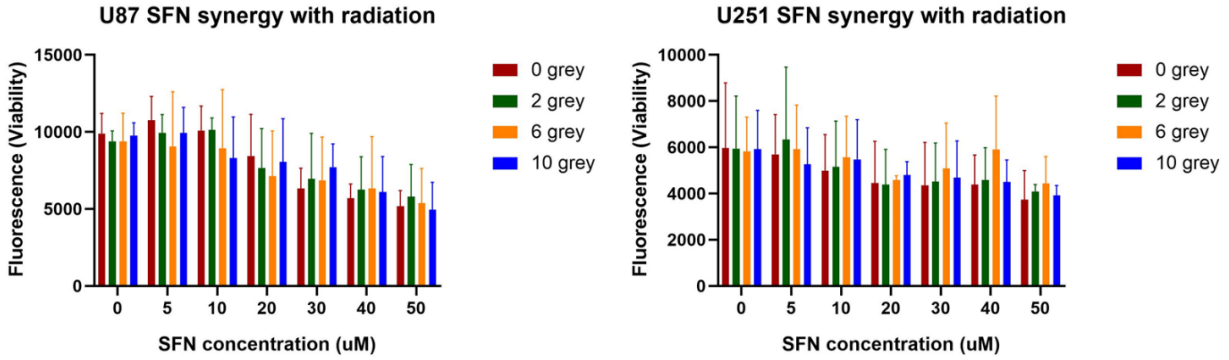 U87 SFN synergy with radiation
Fluorescence (Viability)
15000
10000
5000
0
0 5 10 20 30 40 50
SFN concentration (uM)
0 grey
2 grey
6 grey
10 grey
U251 SFN synergy with radiation
Fluorescence (Viability)
10000
8000
6000
4000
2000
0
0 5 10 20 30 40 50
SFN concentration (uM)
0 grey
2 grey
6 grey
10 grey